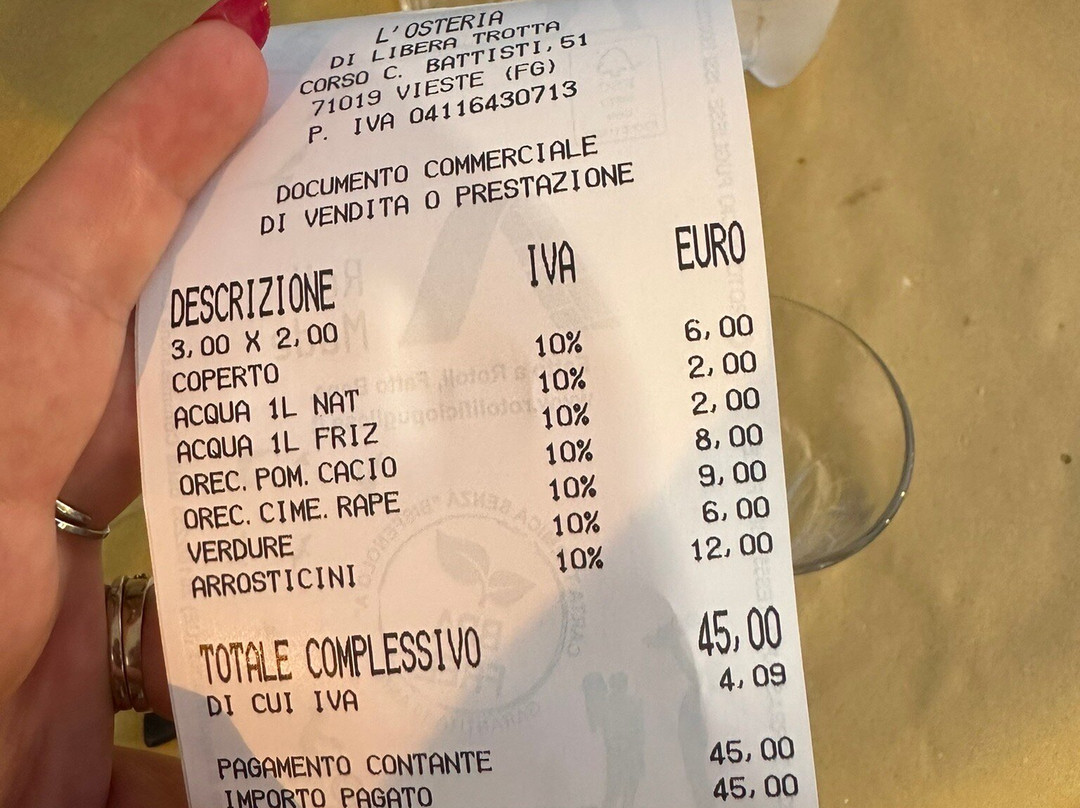 L'OSTERIA
DI LIBERA TROTTA
CORSO C. BATTISTI, 51
71019 VIESTE (FG)
P. IVA 04116430713
DOCUMENTO COMMERCIALE
DI VENDITA O PRESTAZIONE
DESCRIZIONE IVA EURO
3,00 X 2,00
COPERTO 10% 6,00
ACQUA 1L NAT 10% 2,00
ACQUA 1L FRIZ 10% 2,00
OREC. POM. CACIO 10% 8,00
OREC. CIME. RAPE 10% 9,00
VERDURE 10% 6,00
ARROSTICINI 10% 12,00
TOTALE COMPLESSIVO 45,00
DI CUI IVA 4,09
PAGAMENTO CONTANTE 45,00
IMPORTO PAGATO 45,00